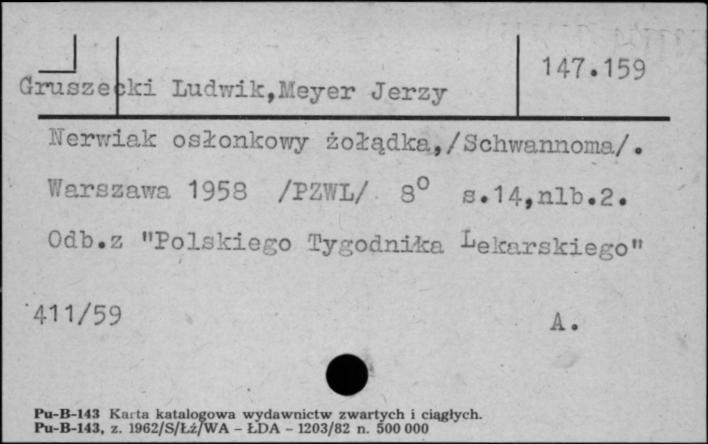 147.159
Gruszecki Ludwik,Meyer Jerzy
Nerwiak osłonkowy żołądka,/Schwannoma/.
Warszawa 1958 /PZWL/ 8° s.14,nlb.2.
Odb.z "Polskiego Tygodnika Lekarskiego"
411/59 A.
Pu-B-143 Karta katalogowa wydawnictw zwartych i ciągłych.
Pu-B-143, z. 1962/S/Łź/WA - ŁDA - 1203/82 n. 500 000